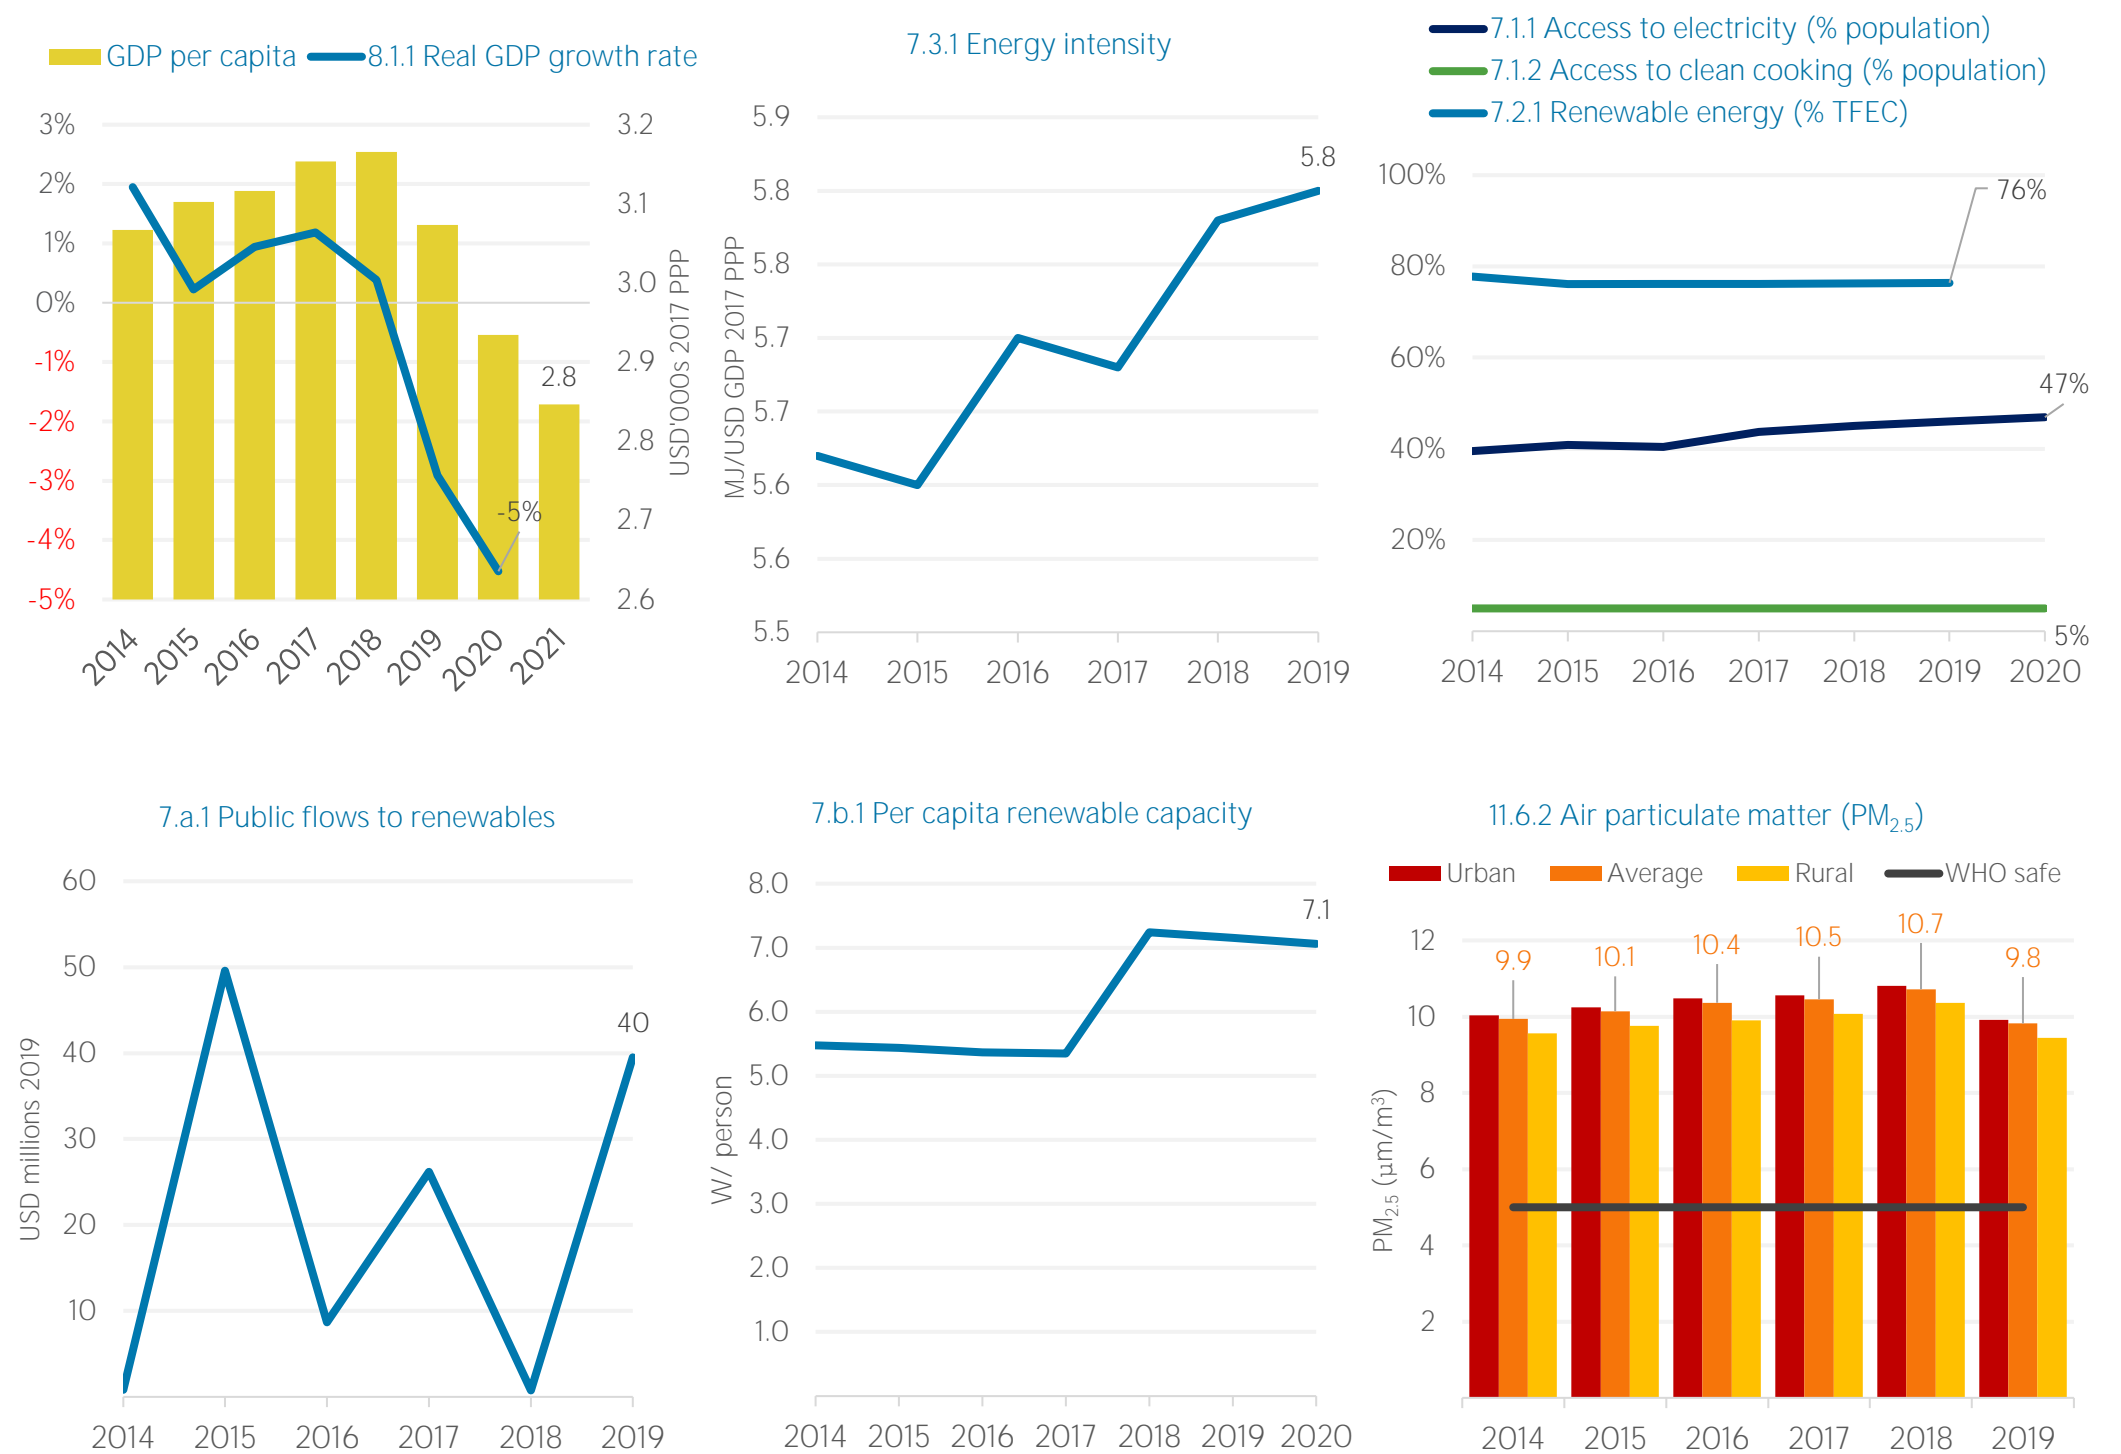 GDP per capita 8.1.1 Real GDP growth rate
3%
2%
1%
0%
-1%
-2%
-3%
-4%
-5%
3.2
3.1
3.0
2.9
2.8
2.7
2.6
USD'000s 2017 PPP
2.8
-5%
2014 2015 2016 2017 2018 2019 2020 2021
7.3.1 Energy intensity
5.9
5.8
5.8
5.7
5.7
5.6
5.6
5.5
MJ/USD GDP 2017 PPP
5.8
2014 2015 2016 2017 2018 2019
7.1.1 Access to electricity (% population)
7.1.2 Access to clean cooking (% population)
7.2.1 Renewable energy (% TFEC)
100%
80%
60%
40%
20%
76%
47%
5%
2014 2015 2016 2017 2018 2019 2020
7.a.1 Public flows to renewables
60
50
40
30
20
10
USD millions 2019
40
2014 2015 2016 2017 2018 2019
7.b.1 Per capita renewable capacity
8.0
7.0
6.0
5.0
4.0
3.0
2.0
1.0
W/ person
7.1
2014 2015 2016 2017 2018 2019 2020
11.6.2 Air particulate matter (PM2.5)
Urban Average Rural WHO safe
12
10
8
6
4
2
PM2.5 (µm/m³)
9.9 10.1 10.4 10.5 10.7 9.8
2014 2015 2016 2017 2018 2019